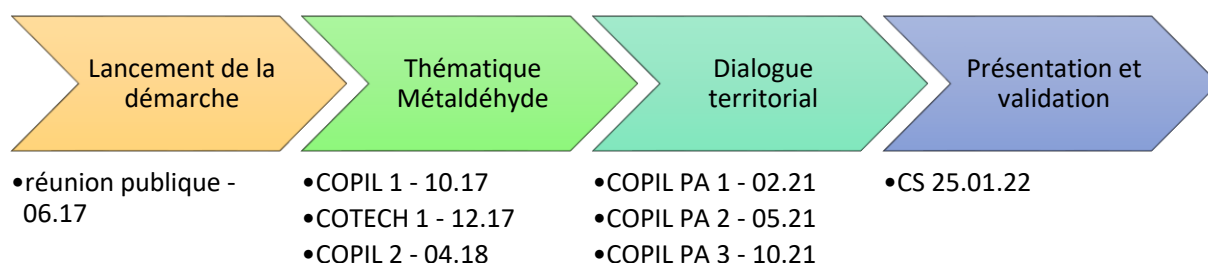 Lancement de la
démarche
Thématique
Métaldéhyde
Dialogue
territorial
Présentation et
validation
•réunion publique -
06.17
•COPIL 1 - 10.17
•COTECH 1 - 12.17
•COPIL 2 - 04.18
•COPIL PA 1 - 02.21
•COPIL PA 2 - 05.21
•COPIL PA 3 - 10.21
•CS 25.01.22